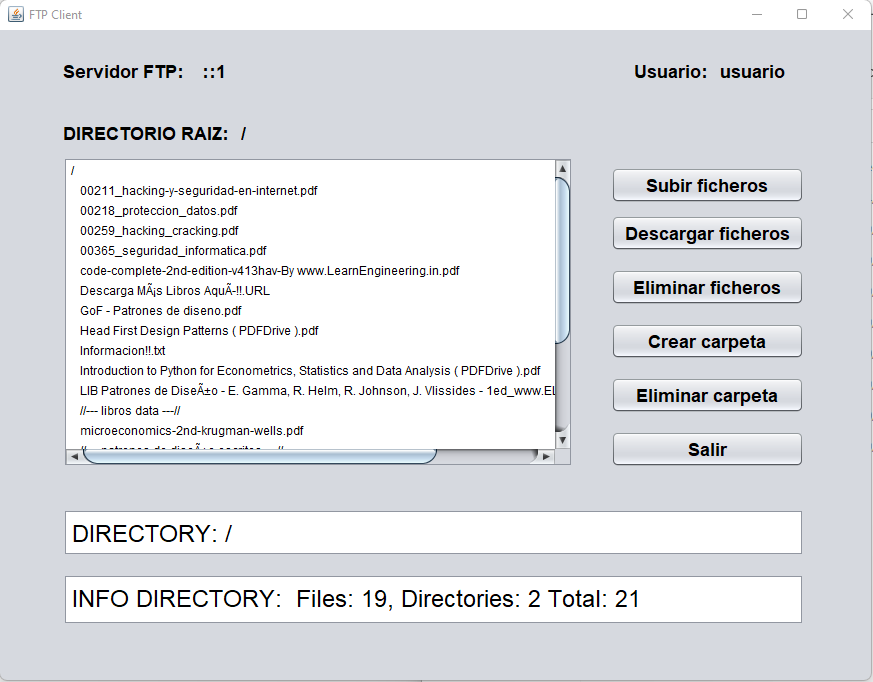 FTP Client
Servidor FTP: ::1
Usuario: usuario
DIRECTORIO RAIZ: /
/
00211_hacking-y-seguridad-en-internet.pdf
00218_proteccion_datos.pdf
00259_hacking_cracking.pdf
00365_seguridad_informatica.pdf
code-complete-2nd-edition-v413hav-By www.LearnEngineering.in.pdf
Descarga MÃ¡s Libros AquÃ-!!.URL
GoF - Patrones de diseno.pdf
Head First Design Patterns ( PDFDrive ).pdf
Informacion!!.txt
Introduction to Python for Econometrics, Statistics and Data Analysis ( PDFDrive ).pdf
LIB Patrones de DiseÃ±o - E. Gamma, R. Helm, R. Johnson, J. Vlissides - 1ed_www.EL
//--- libros data ---//
microeconomics-2nd-krugman-wells.pdf
Subir ficheros
Descargar ficheros
Eliminar ficheros
Crear carpeta
Eliminar carpeta
Salir
DIRECTORY: /
INFO DIRECTORY: Files: 19, Directories: 2 Total: 21